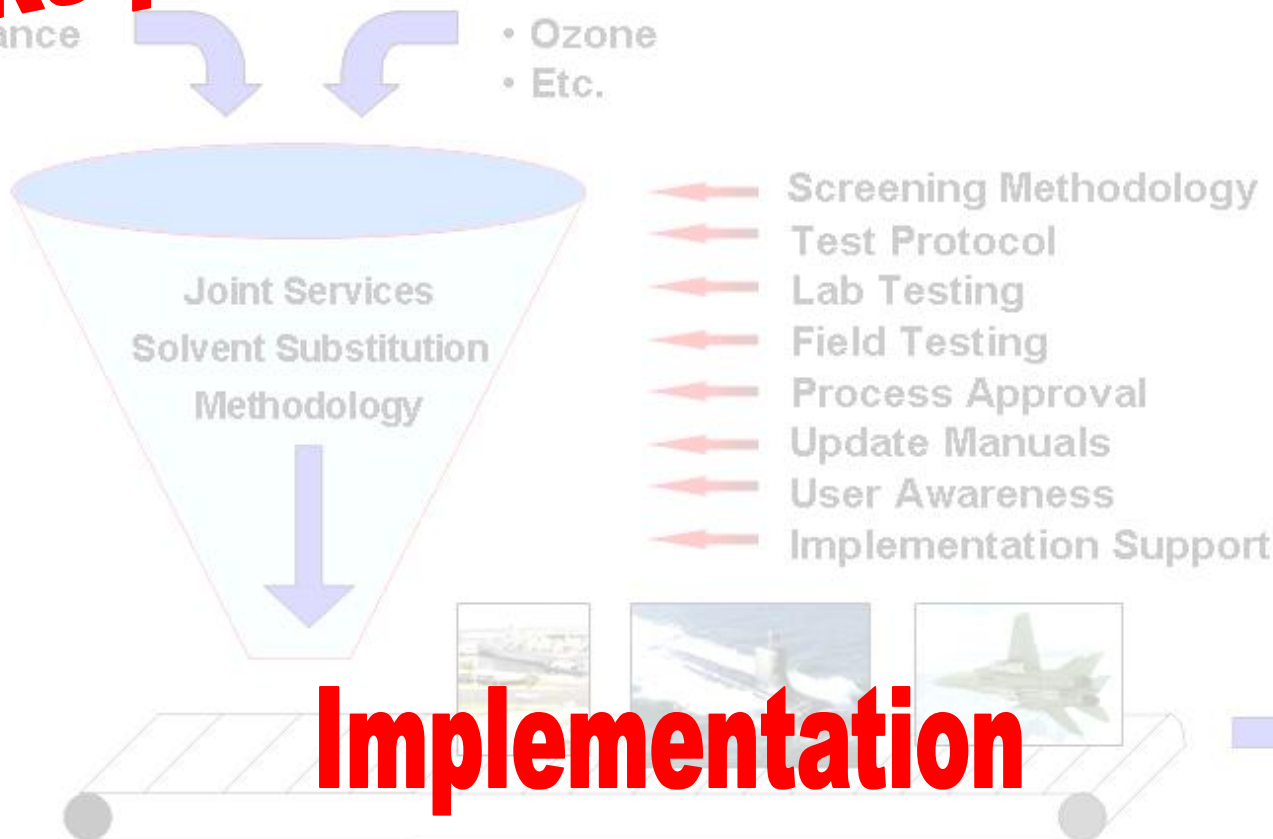 • Ozone
• Etc.
Joint Services
Solvent Substitution
Methodology
Screening Methodology
Test Protocol
Lab Testing
Field Testing
Process Approval
Update Manuals
User Awareness
Implementation Support
Implementation